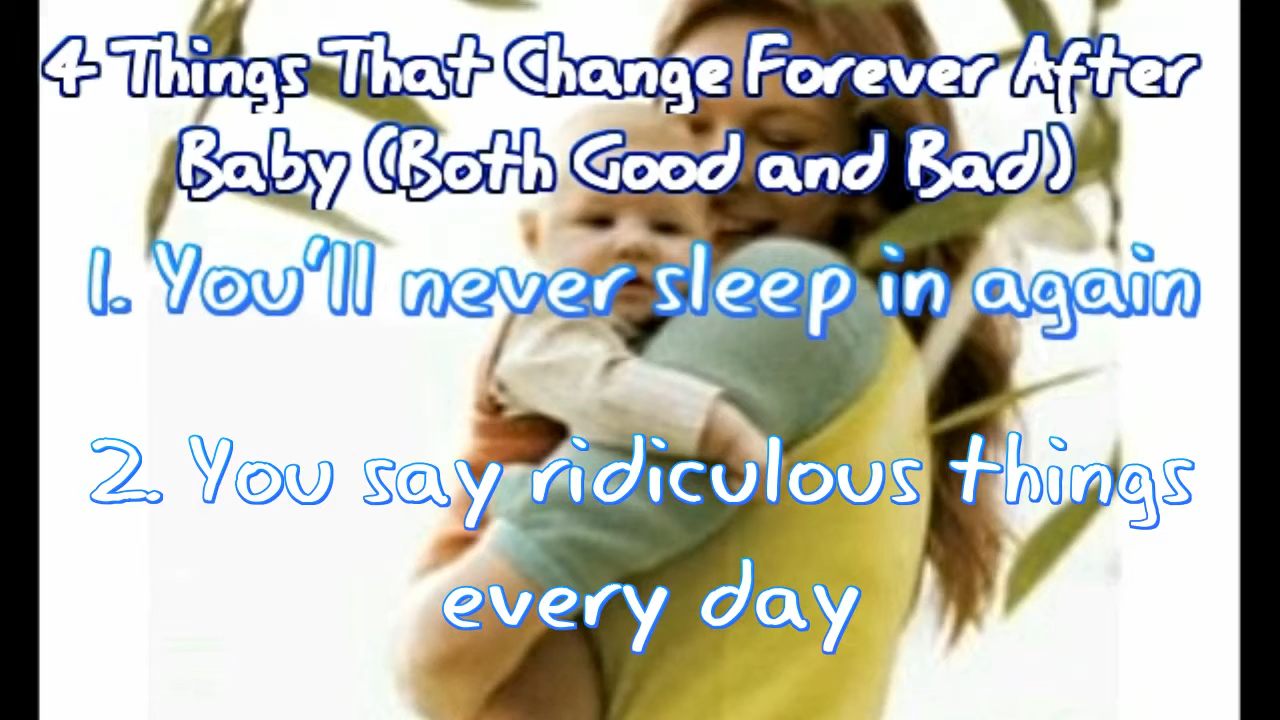 4 Things That Change Forever After
Baby (Both Good and Bad)
1. You'll never sleep in again
2. You say ridiculous things
every day